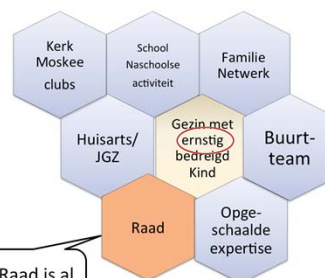 Kerk
Moskee
clubs
School
Naschoolse
activiteit
Familie
Netwerk
Huisarts/
JGZ
Gezin met
ernstig
bedreigd
Kind
Buurt-
team
Raad
Opge-
schaalde
expertise
Raad is al